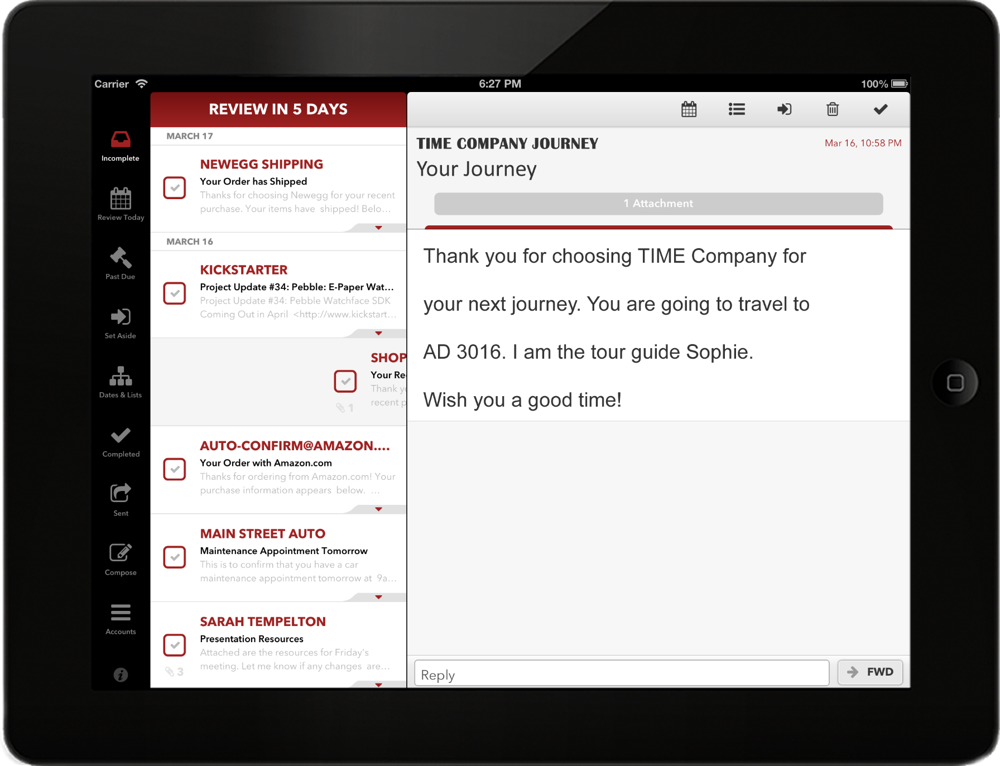 Carrier
6:27 PM
100%
Incomplete
Review Today
Past Due
Set Aside
Dates & Lists
Completed
Sent
Compose
Accounts
REVIEW IN 5 DAYS
MARCH 17
NEWEGG SHIPPING
Your Order has Shipped
Thanks for choosing Newegg for your recent
purchase. Your items have shipped! Belo...
MARCH 16
KICKSTARTER
Project Update #34: Pebble: E-Paper Wat...
Project Update #34: Pebble Watchface SDK
Coming Out in April <http://www.kickstart...
SHOP
Your Re
Thank yo
recent p
1
AUTO-CONFIRM@AMAZON....
Your Order with Amazon.com
Thanks for ordering from Amazon.com! Your
purchase information appears below. ...
MAIN STREET AUTO
Maintenance Appointment Tomorrow
This is to confirm that you have a car
maintenance appointment tomorrow at 9a...
SARAH TEMPELTON
Presentation Resources
Attached are the resources for Friday's
meeting. Let me know if any changes are...
3
TIME COMPANY JOURNEY
Mar 16, 10:58 PM
Your Journey
1 Attachment
Thank you for choosing TIME Company for
your next journey. You are going to travel to
AD 3016. I am the tour guide Sophie.
Wish you a good time!
Reply
FWD